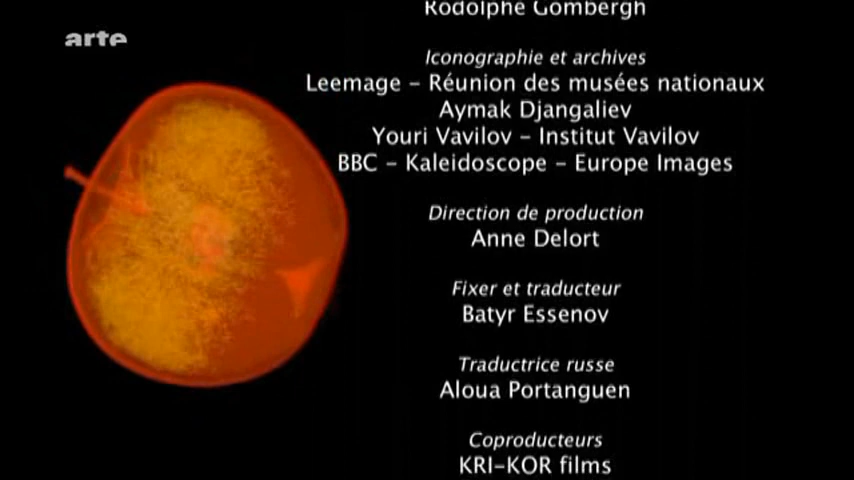 arte
Rodolphe Gombergh
Iconographie et archives
Leemage – Réunion des musées nationaux
Aymak Djangaliev
Youri Vavilov – Institut Vavilov
BBC – Kaleidoscope – Europe Images
Direction de production
Anne Delort
Fixer et traducteur
Batyr Essenov
Traductrice russe
Aloua Portanguen
Coproducteurs
KRI–KOR films